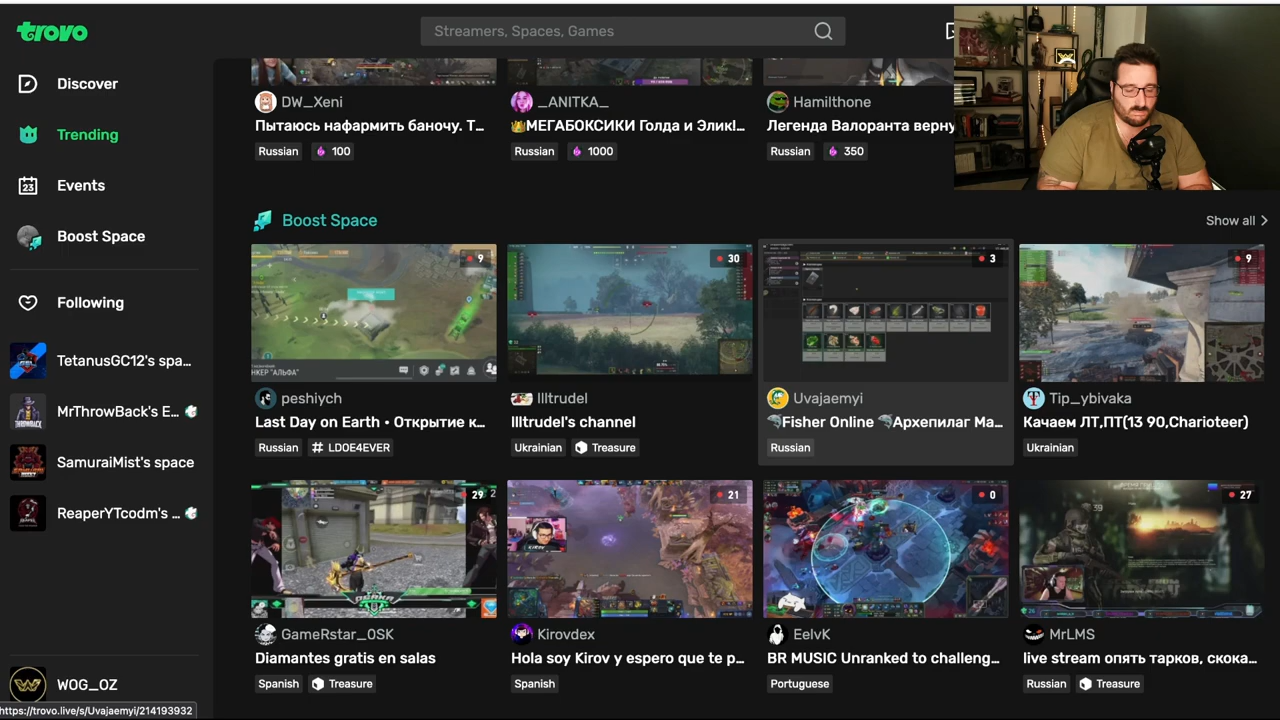 trovo
Streamers, Spaces, Games
Discover
Trending
23
Events
Boost Space
Following
TetanusGC12's spa...
MrThrowBack's E...
SamuraiMist's space
ReaperYTcodm's ...
WOG_OZ
https://trovo.live/s/Uvajaemyi/214193932
DW_Xeni
Пытаюсь нафармить баночу. Т...
Russian
100
_ANITKA_
👑МЕГАБОКСИКИ Голда и Элик!...
Russian
1000
Hamilthone
Легенда Валоранта верну
Russian
350
Boost Space
Show all >
9
peshiych
Last Day on Earth • Открытие к...
Russian
# LDOE4EVER
30
Illtrudel
Illtrudel's channel
Ukrainian
Treasure
3
Uvajaemyi
🐬Fisher Online 🐬Архепилаг Ма...
Russian
9
Tip_ybivaka
Качаем ЛТ,ПТ(13 90,Charioteer)
Ukrainian
29
GameRstar_0SK
Diamantes gratis en salas
Spanish
Treasure
21
Kirovdex
Hola soy Kirov y espero que te p...
Spanish
0
EelvK
BR MUSIC Unranked to challeng...
Portuguese
27
MrLMS
live stream опять тарков, скока...
Russian
Treasure